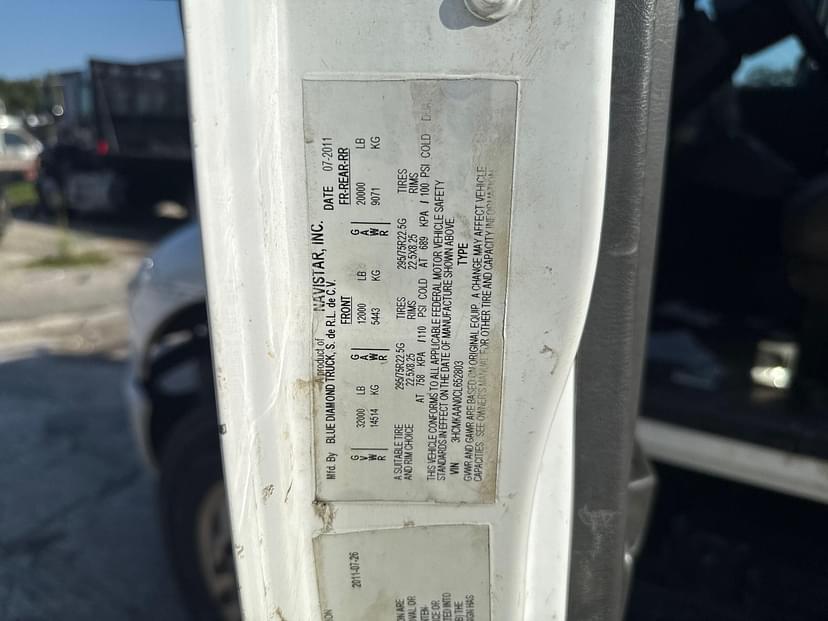 A product of NAVISTAR, INC.
Mfd. By BLUE DIAMOND TRUCK, S. de R.L. de C.V. DATE 07-2011
FRONT FR-REAR-RR
GVWR 32000 LB GAWR 12000 LB GAWR 20000 LB
14514 KG 5443 KG 9071 KG
A SUITABLE TIRE 295/75R22.5G TIRES 295/75R22.5G TIRES
AND RIM CHOICE 22.5X8.25 RIMS 22.5X8.25 RIMS
AT 758 KPA / 110 PSI COLD AT 689 KPA / 100 PSI COLD
THIS VEHICLE CONFORMS TO ALL APPLICABLE FEDERAL MOTOR VEHICLE SAFETY
STANDARDS IN EFFECT ON THE DATE OF MANUFACTURE SHOWN ABOVE.
VIN 3HCMKAAN0CL652803 TYPE
GVWR AND GAWR ARE BASED ON ORIGINAL EQUIP. A CHANGE MAY AFFECT VEHICLE
CAPACITIES. SEE OWNER'S MANUAL FOR OTHER TIRE AND CAPACITY INFORMATION.
2011-07-26